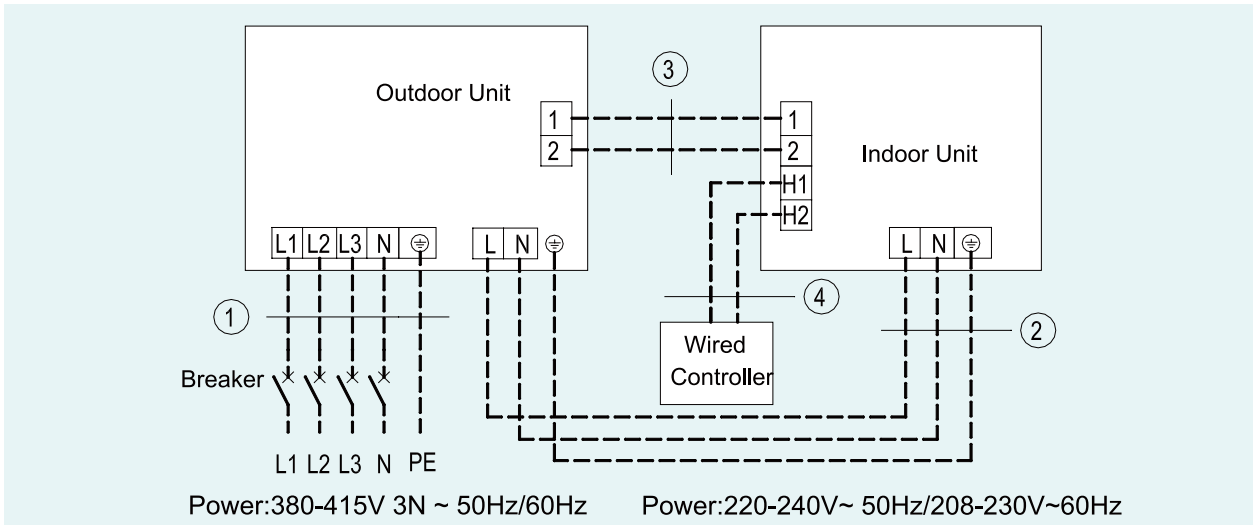 Outdoor Unit
1
2
3
1
2
H1
H2
Indoor Unit
L1 L2 L3 N
L N
L N
1
4
2
Wired
Controller
Breaker
L1 L2 L3 N PE
Power:380-415V 3N ~ 50Hz/60Hz
Power:220-240V~ 50Hz/208-230V~60Hz